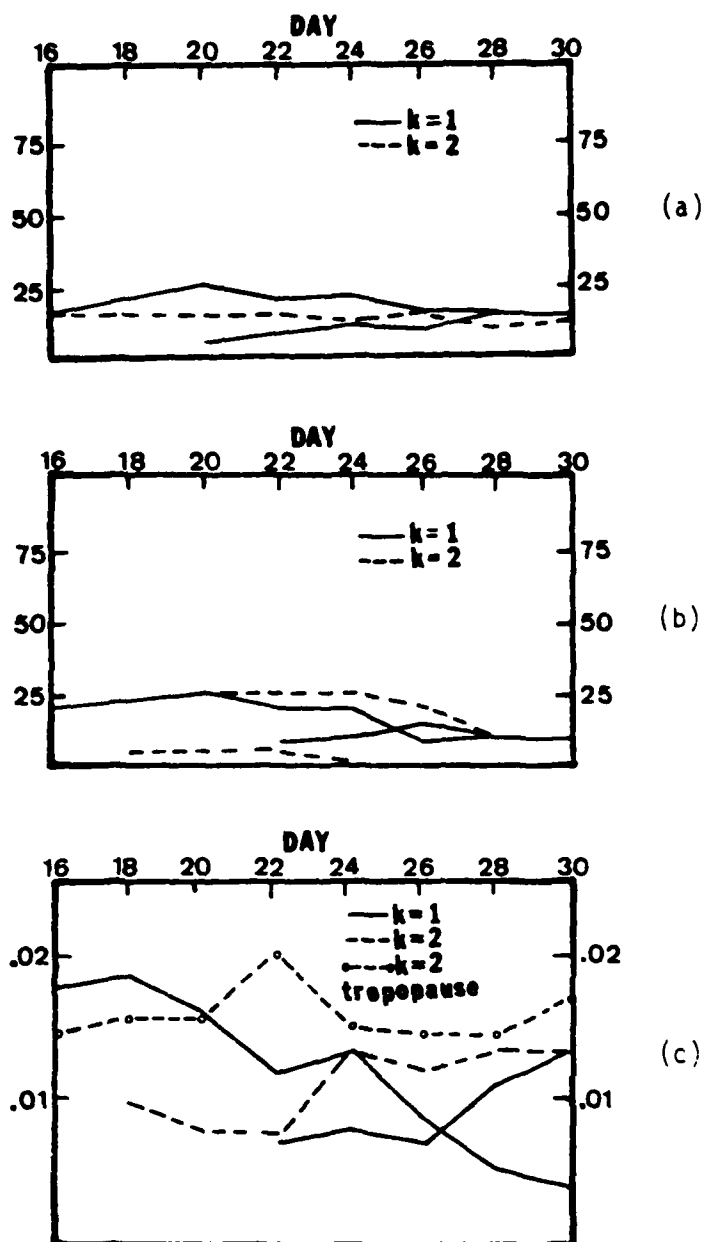 DAY
16 18 20 22 24 26 28 30
k = 1
k = 2
75 75
50 50
25 25
(a)
DAY
16 18 20 22 24 26 28 30
k = 1
k = 2
75 75
50 50
25 25
(b)
DAY
16 18 20 22 24 26 28 30
k = 1
k = 2
k = 2
tropopause
.02 .02
.01 .01
(c)